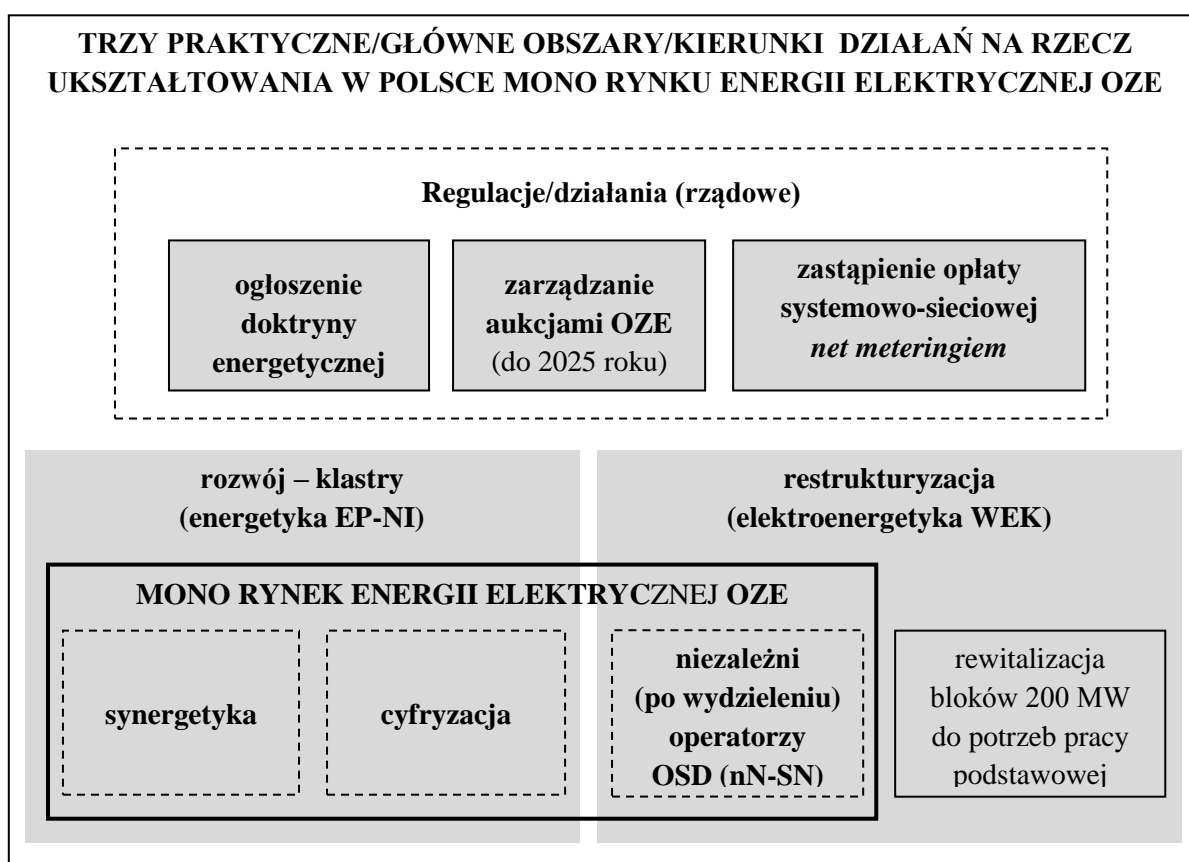 TRZY PRAKTYCZNE/GŁÓWNE OBSZARY/KIERUNKI DZIAŁAŃ NA RZECZ
UKSZTAŁTOWANIA W POLSCE MONO RYNKU ENERGII ELEKTRYCZNEJ OZE
Regulacje/działania (rządowe)
ogłoszenie
doktryny
energetycznej
zarządzanie
aukcjami OZE
(do 2025 roku)
zastąpienie opłaty
systemowo-sieciowej
net meteringiem
rozwój – klastry
(energetyka EP-NI)
restrukturyzacja
(elektroenergetyka WEK)
MONO RYNEK ENERGII ELEKTRYCZNEJ OZE
synergetyka
cyfryzacja
niezależni
(po wydzieleniu)
operatorzy
OSD (nN-SN)
rewitalizacja
bloków 200 MW
do potrzeb pracy
podstawowej